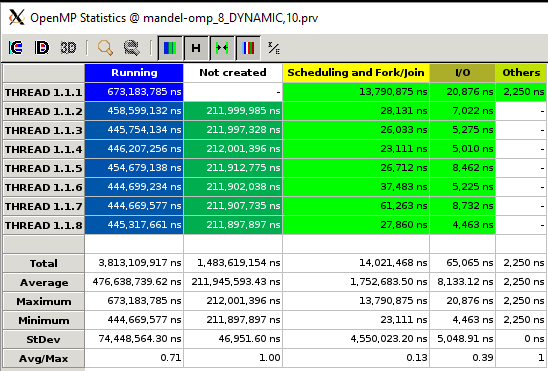 OpenMP Statistics @ mandel-omp_8_DYNAMIC,10.prv
3D
Running Not created Scheduling and Fork/Join I/O Others
THREAD 1.1.1 673,183,785 ns - 13,790,875 ns 20,876 ns 2,250 ns
THREAD 1.1.2 458,599,132 ns 211,999,985 ns 28,131 ns 7,022 ns -
THREAD 1.1.3 445,754,134 ns 211,997,328 ns 26,033 ns 5,275 ns -
THREAD 1.1.4 446,207,256 ns 212,001,396 ns 23,111 ns 5,010 ns -
THREAD 1.1.5 454,679,138 ns 211,912,775 ns 26,712 ns 8,462 ns -
THREAD 1.1.6 444,699,234 ns 211,902,038 ns 37,483 ns 5,225 ns -
THREAD 1.1.7 444,669,577 ns 211,907,897 ns 61,263 ns 8,732 ns -
THREAD 1.1.8 445,317,661 ns 211,897,897 ns 27,860 ns 4,463 ns -
Total 3,813,109,917 ns 1,483,619,154 ns 14,021,468 ns 65,065 ns 2,250 ns
Average 476,638,739.62 ns 211,945,593.43 ns 1,752,683.50 ns 8,133.12 ns 2,250 ns
Maximum 673,183,785 ns 212,001,396 ns 13,790,875 ns 20,876 ns 2,250 ns
Minimum 444,669,577 ns 211,897,897 ns 23,111 ns 4,463 ns 2,250 ns
StDev 74,448,564.30 ns 46,951.60 ns 4,550,023.20 ns 5,048.91 ns 0 ns
Avg/Max 0.71 1.00 0.13 0.39 1